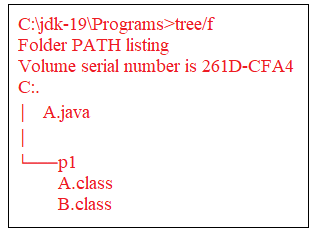 C:\jdk-19\Programs>tree/f
Folder PATH listing
Volume serial number is 261D-CFA4
C:.
│   A.java
│
└───p1
        A.class
        B.class